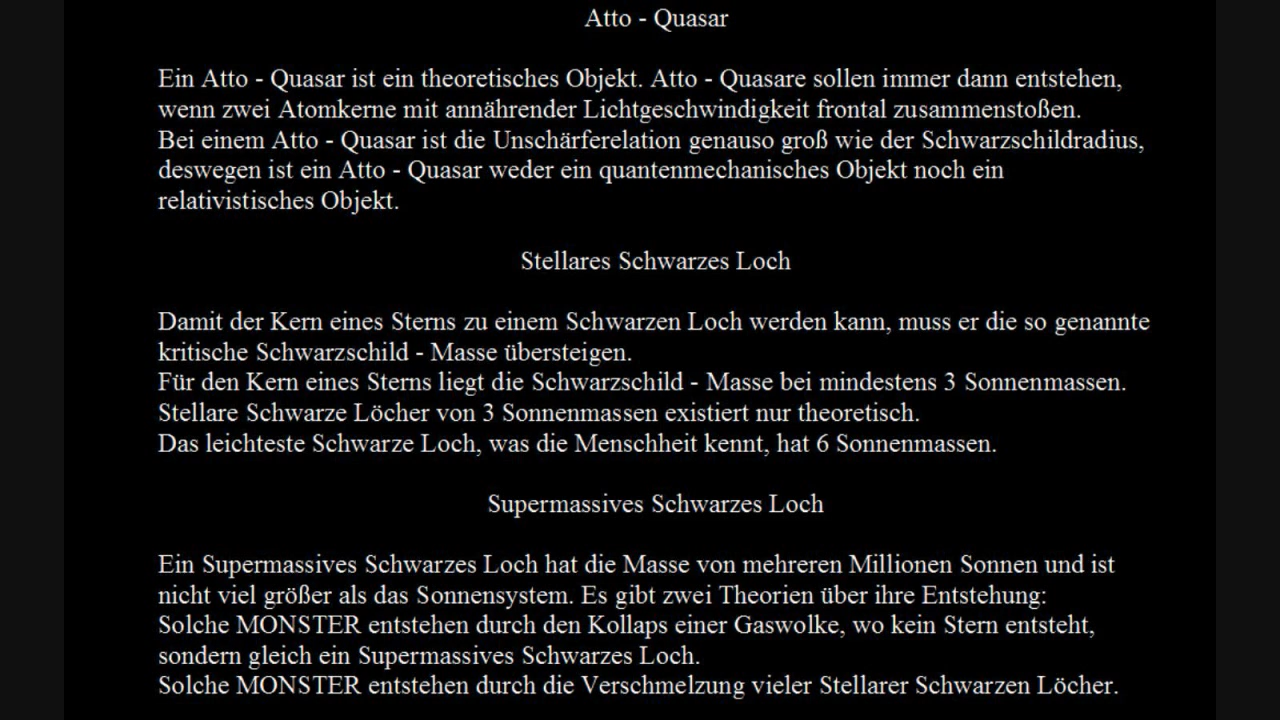 Atto - Quasar
Ein Atto - Quasar ist ein theoretisches Objekt. Atto - Quasare sollen immer dann entstehen,
wenn zwei Atomkerne mit annährender Lichtgeschwindigkeit frontal zusammenstoßen.
Bei einem Atto - Quasar ist die Unschärferelation genauso groß wie der Schwarzschildradius,
deswegen ist ein Atto - Quasar weder ein quantenmechanisches Objekt noch ein
relativistisches Objekt.
Stellares Schwarzes Loch
Damit der Kern eines Sterns zu einem Schwarzen Loch werden kann, muss er die so genannte
kritische Schwarzschild - Masse übersteigen.
Für den Kern eines Sterns liegt die Schwarzschild - Masse bei mindestens 3 Sonnenmassen.
Stellare Schwarze Löcher von 3 Sonnenmassen existiert nur theoretisch.
Das leichteste Schwarze Loch, was die Menschheit kennt, hat 6 Sonnenmassen.
Supermassives Schwarzes Loch
Ein Supermassives Schwarzes Loch hat die Masse von mehreren Millionen Sonnen und ist
nicht viel größer als das Sonnensystem. Es gibt zwei Theorien über ihre Entstehung:
Solche MONSTER entstehen durch den Kollaps einer Gaswolke, wo kein Stern entsteht,
sondern gleich ein Supermassives Schwarzes Loch.
Solche MONSTER entstehen durch die Verschmelzung vieler Stellarer Schwarzen Löcher.